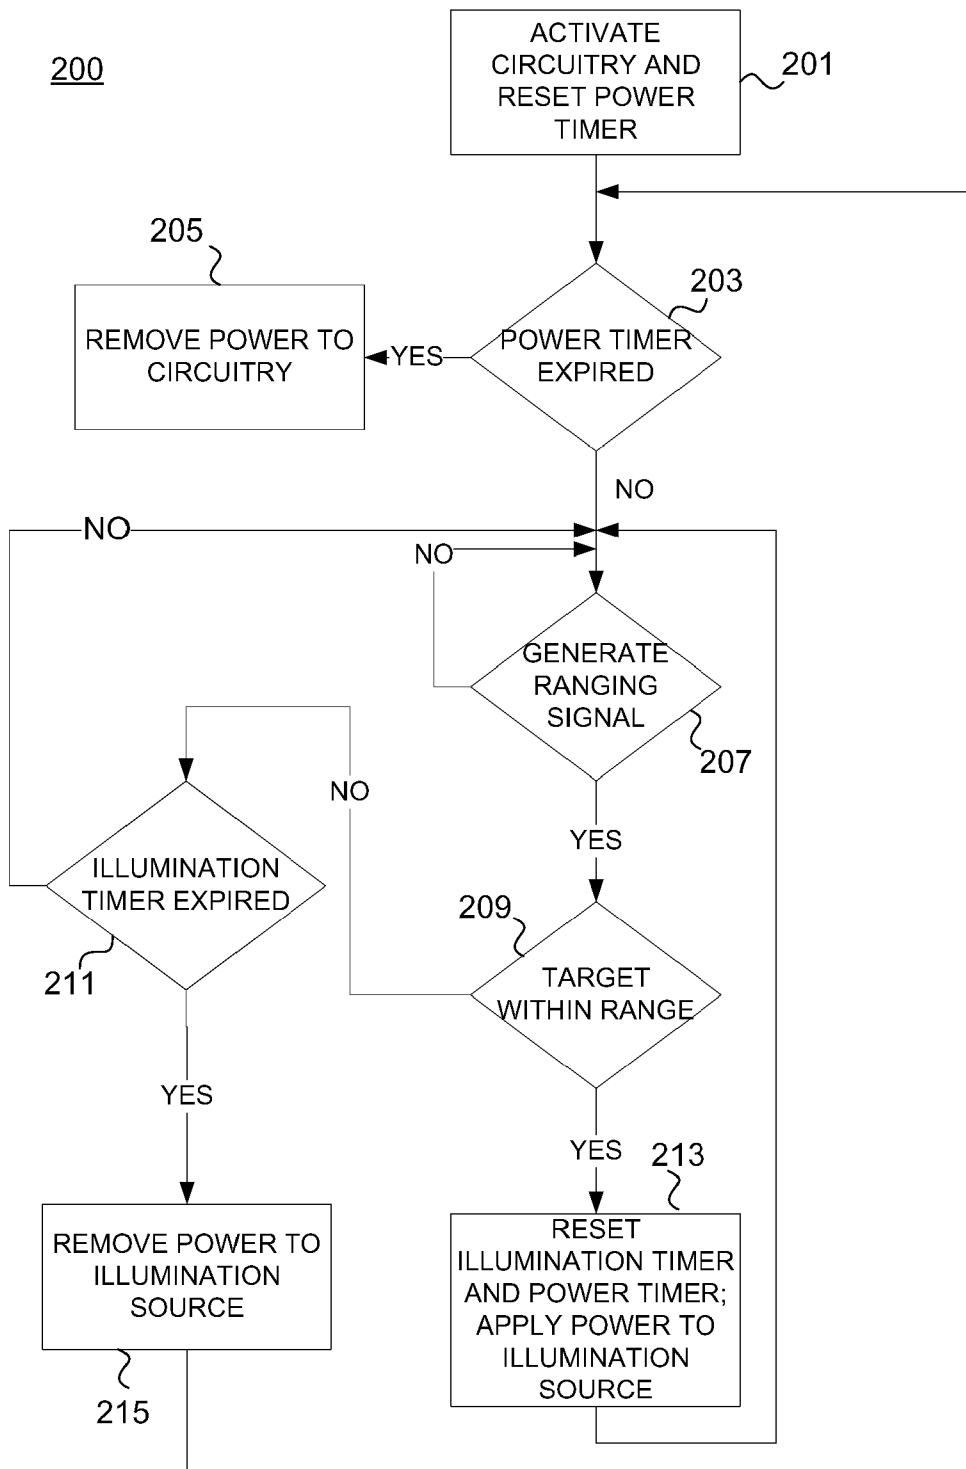 200
ACTIVATE
CIRCUITRY AND
RESET POWER
TIMER
201
205
REMOVE POWER TO
CIRCUITRY
YES
203
POWER TIMER
EXPIRED
NO
NO
NO
GENERATE
RANGING
SIGNAL
207
NO
YES
ILLUMINATION
TIMER EXPIRED
211
209
TARGET
WITHIN RANGE
YES
YES
213
REMOVE POWER TO
ILLUMINATION
SOURCE
215
RESET
ILLUMINATION TIMER
AND POWER TIMER;
APPLY POWER TO
ILLUMINATION
SOURCE